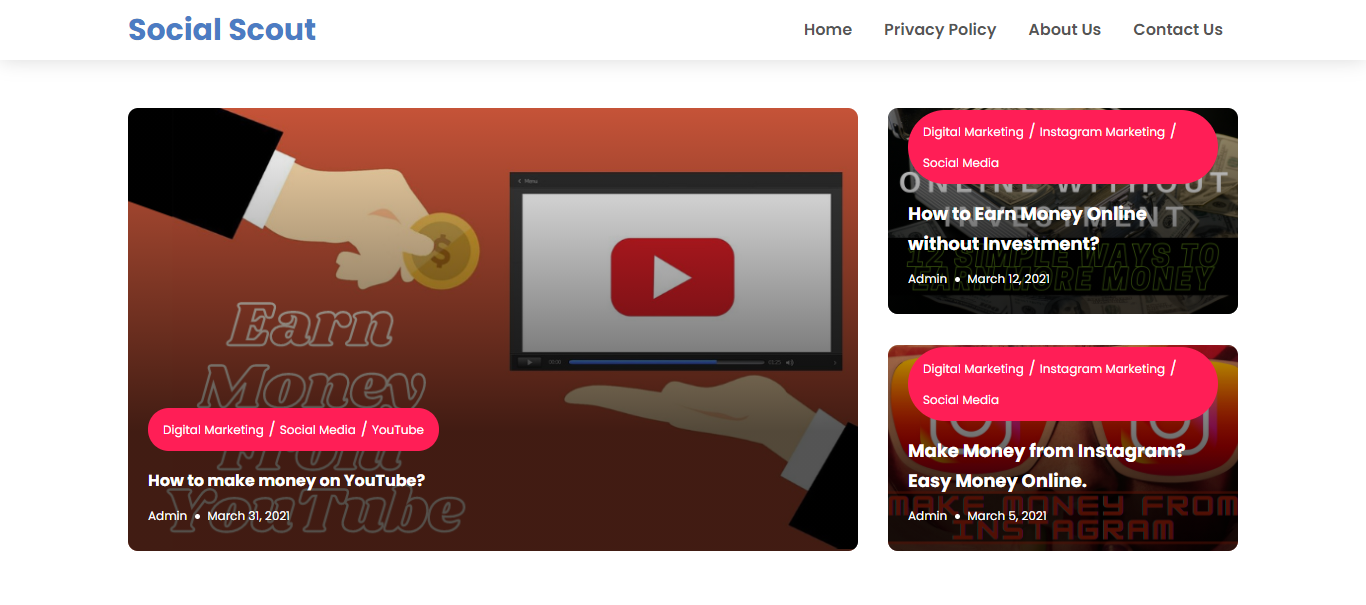 Social Scout
Home
Privacy Policy
About Us
Contact Us
Menu
Earn
Money
From
YouTube
Digital Marketing / Social Media / YouTube
How to make money on YouTube?
Admin • March 31, 2021
Digital Marketing / Instagram Marketing /
Social Media
ONLINE WITHOUT
INVESTMENT
12 SIMPLE WAYS TO
EARN MORE MONEY
How to Earn Money Online
without Investment?
Admin • March 12, 2021
Digital Marketing / Instagram Marketing /
Social Media
Make Money from Instagram?
Easy Money Online.
MAKE MONEY FROM
INSTAGRAM
Admin • March 5, 2021